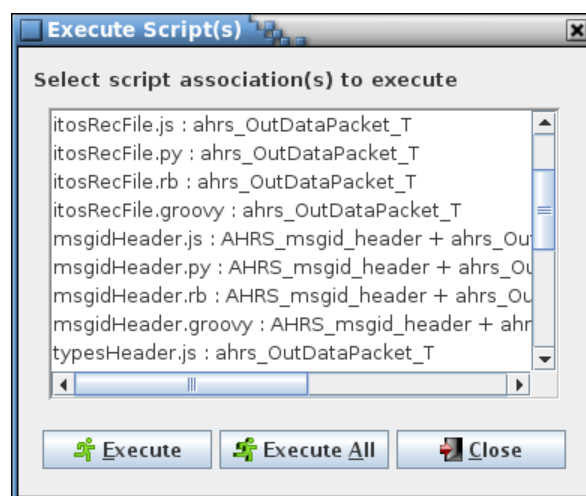 Execute Script(s)
Select script association(s) to execute
itosRecFile.js : ahrs_OutDataPacket_T
itosRecFile.py : ahrs_OutDataPacket_T
itosRecFile.rb : ahrs_OutDataPacket_T
itosRecFile.groovy : ahrs_OutDataPacket_T
msgidHeader.js : AHRS_msgid_header + ahrs_Ou
msgidHeader.py : AHRS_msgid_header + ahrs_Ou
msgidHeader.rb : AHRS_msgid_header + ahrs_Ou
msgidHeader.groovy : AHRS_msgid_header + ahr
typesHeader.js : ahrs_OutDataPacket_T
Execute Execute All Close